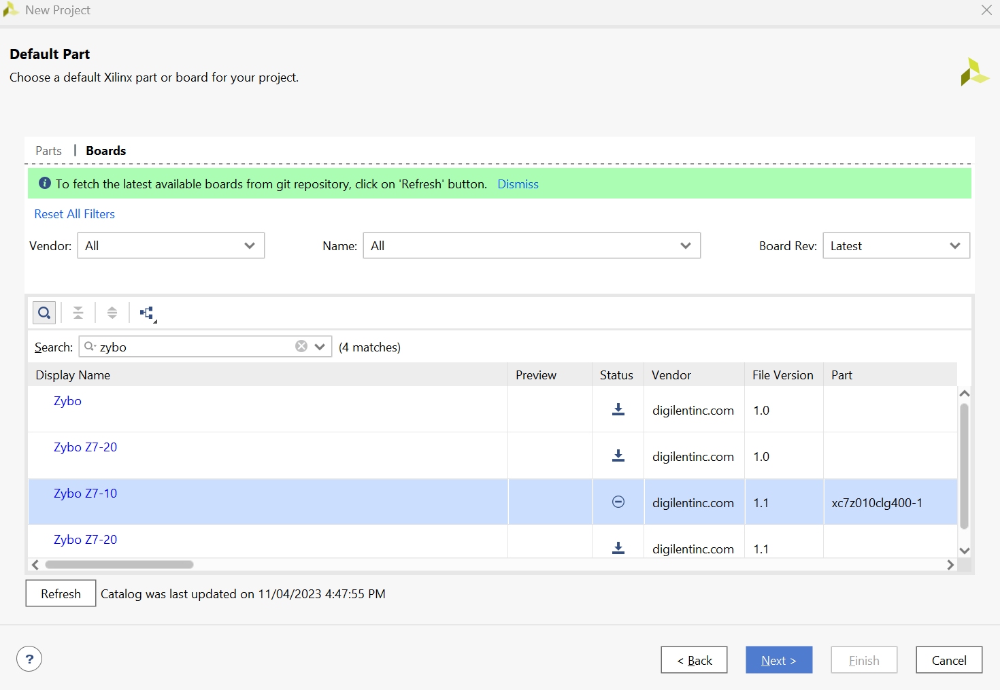 New Project
Default Part
Choose a default Xilinx part or board for your project.
Parts | Boards
To fetch the latest available boards from git repository, click on 'Refresh' button. Dismiss
Reset All Filters
Vendor: All Name: All Board Rev: Latest
Search: zybo (4 matches)
Display Name Preview Status Vendor File Version Part
Zybo digilentinc.com 1.0
Zybo Z7-20 digilentinc.com 1.0
Zybo Z7-10 digilentinc.com 1.1 xc7z010clg400-1
Zybo Z7-20 digilentinc.com 1.1
Refresh Catalog was last updated on 11/04/2023 4:47:55 PM
? < Back Next > Finish Cancel